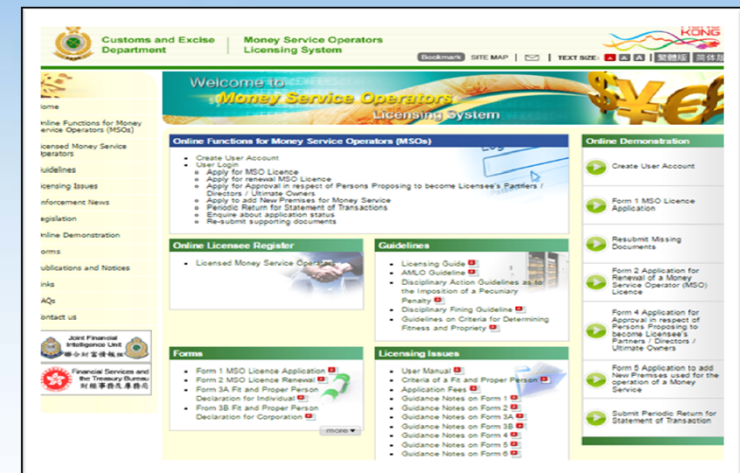 Customs and Excise
Department
Money Service Operators
Licensing System
KONG
Bookmark SITE MAP | TEXT SIZE: A A A 繁體版 简体版
Welcome to
Money Service Operators
Licensing System
ome
nline Functions for Money
ervice Operators (MSOs)
icensed Money Service
perators
uidelines
icensing Issues
nforcement News
egislation
nline Demonstration
orms
ublications and Notices
inks
AQs
ontact us
Joint Financial
Intelligence Unit
聯合財富情報組
Financial Services and
the Treasury Bureau
財經事務及庫務局
Online Functions for Money Service Operators (MSOs)
Create User Account
User Login
Apply for MSO Licence
Apply for renewal MSO Licence
Apply for Approval in respect of Persons Proposing to become Licensee's Partners /
Directors / Ultimate Owners
Apply to add New Premises for Money Service
Periodic Return for Statement of Transactions
Enquire about application status
Re-submit supporting documents
Online Licensee Register
Licensed Money Service Operators
Guidelines
Licensing Guide
AMLO Guideline
Disciplinary Action Guidelines as to
the Imposition of a Pecuniary
Penalty
Disciplinary Fining Guideline
Guidelines on Criteria for Determining
Fitness and Propriety
Forms
Form 1 MSO Licence Application
Form 2 MSO Licence Renewal
Form 3A Fit and Proper Person
Declaration for Individual
From 3B Fit and Proper Person
Declaration for Corporation
more
Licensing Issues
User Manual
Criteria of a Fit and Proper Person
Application Fees
Guidance Notes on Form 1
Guidance Notes on Form 2
Guidance Notes on Form 3A
Guidance Notes on Form 3B
Guidance Notes on Form 4
Guidance Notes on Form 5
Guidance Notes on Form 6
Online Demonstration
Create User Account
Form 1 MSO Licence
Application
Resubmit Missing
Documents
Form 2 Application for
Renewal of a Money
Service Operator (MSO)
Licence
Form 4 Application for
Approval in respect of
Persons Proposing to
become Licensee's
Partners / Directors /
Ultimate Owners
Form 5 Application to add
New Premises used for the
operation of a Money
Service
Submit Periodic Return for
Statement of Transaction